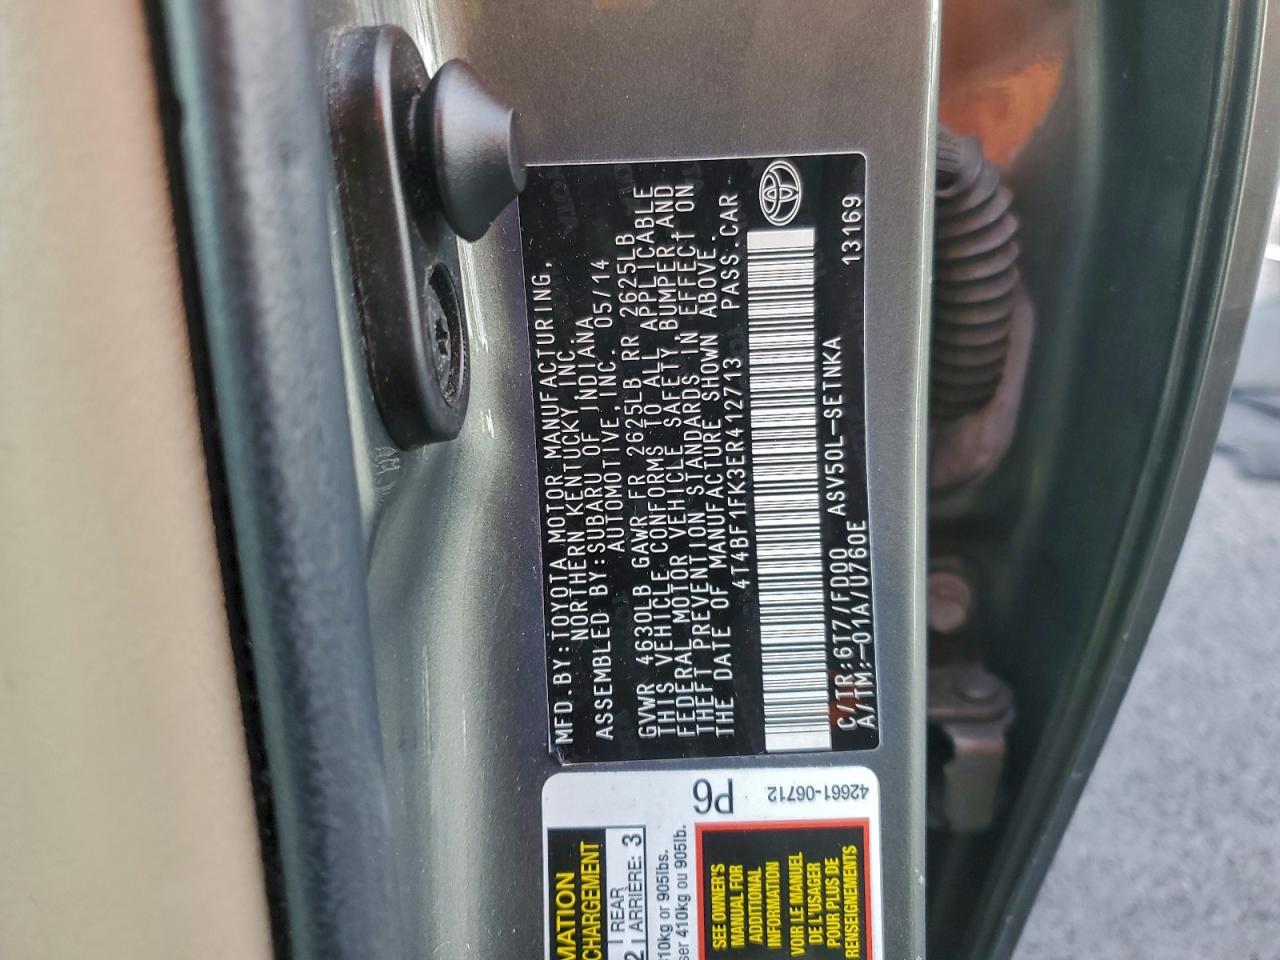 MFD.BY:TOYOTA MOTOR MANUFACTURING,
NORTHERN KENTUCKY,INC.
ASSEMBLED BY:SUBARU OF INDIANA
AUTOMOTIVE,INC. 05/14
GVWR 4630LB GAWR FR 2625LB RR 2625LB
THIS VEHICLE CONFORMS TO ALL APPLICABLE
FEDERAL MOTOR VEHICLE SAFETY,BUMPER AND
THEFT PREVENTION STANDARDS IN EFFECT ON
THE DATE OF MANUFACTURE SHOWN ABOVE.
4T4BF1FK3ER412713 PASS.CAR
ASV50L-SETNKA
C/TR:6T7/FD00 13169
A/TM:-01A/U760E
P6
42661-06712
MATION
CHARGEMENT
2 REAR
ARRIÈRE: 3
410kg or 905lbs.
ser 410kg ou 905lb.
SEE OWNER'S
MANUAL FOR
ADDITIONAL
INFORMATION
VOIR LE MANUEL
DE L'USAGER
POUR PLUS DE
RENSEIGNEMENTS